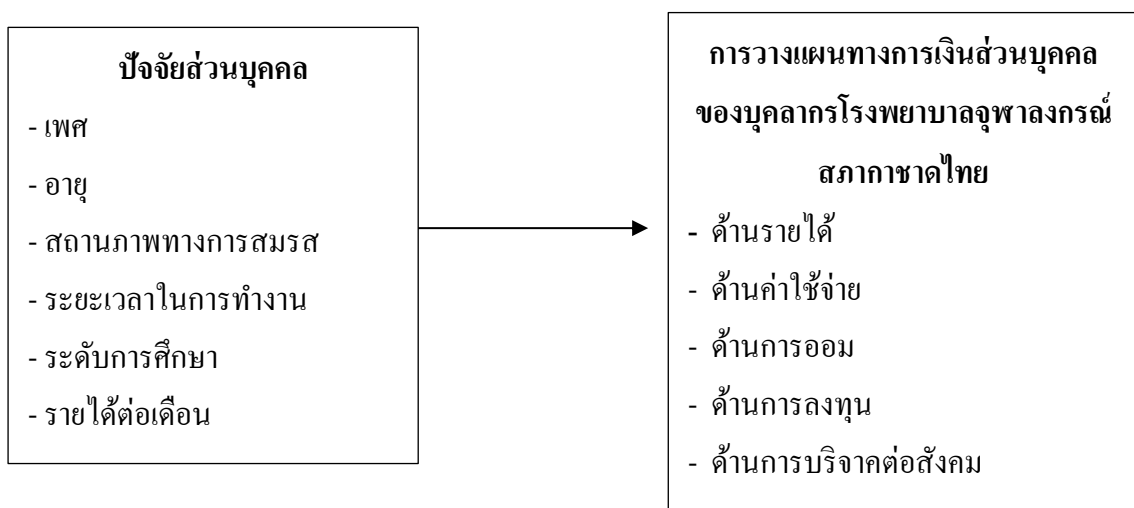 ปัจจัยส่วนบุคคล
- เพศ
- อายุ
- สถานภาพทางการสมรส
- ระยะเวลาในการทำงาน
- ระดับการศึกษา
- รายได้ต่อเดือน
การวางแผนทางการเงินส่วนบุคคล
ของบุคลากรโรงพยาบาลจุฬาลงกรณ์
สภากาชาดไทย
- ด้านรายได้
- ด้านค่าใช้จ่าย
- ด้านการออม
- ด้านการลงทุน
- ด้านการบริจาคต่อสังคม